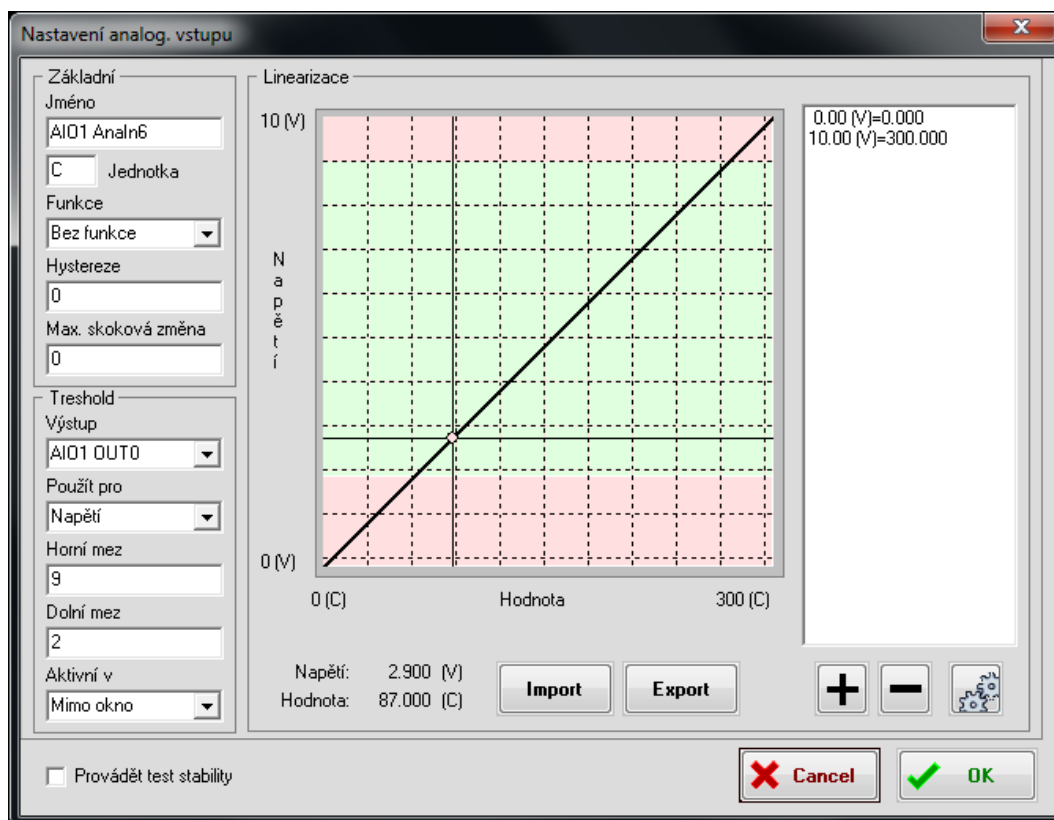 Nastavení analog. vstupu
Základní
Jméno
AIO1 AnaIn6
C Jednotka
Funkce
Bez funkce
Hystereze
0
Max. skoková změna
0
Treshold
Výstup
AIO1 OUT0
Použít pro
Napětí
Horní mez
9
Dolní mez
2
Aktivní v
Mimo okno
Linearizace
10 (V)
Napětí
0 (V)
0 (C) Hodnota 300 (C)
Napětí: 2.900 (V)
Hodnota: 87.000 (C)
Import Export
0.00 (V)=0.000
10.00 (V)=300.000
Provádět test stability
Cancel OK